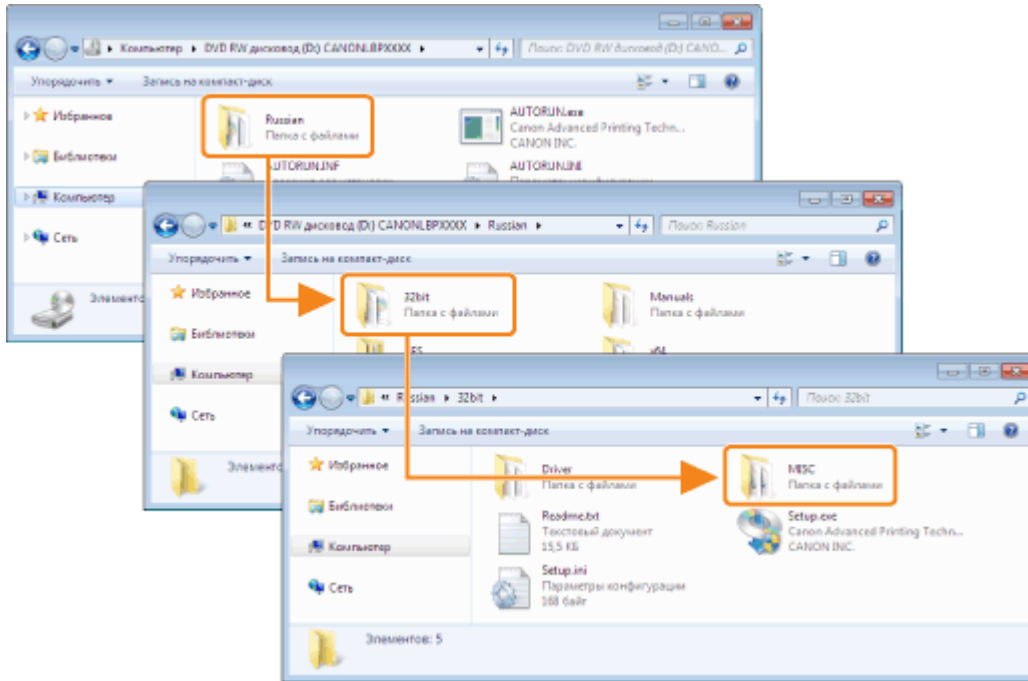 Компьютер ▸ DVD RW дисковод (D:) CANONLBPXXXX ▸
Поиск: DVD RW дисковод (D:) CANO...
Упорядочить ▾ Запись на компакт-диск
Избранное
Библиотеки
Компьютер
Сеть
Russian
Папка с файлами
AUTORUN.exe
Canon Advanced Printing Techn...
CANON INC.
AUTORUN.INF
AUTORUN.INI
« DVD RW дисковод (D:) CANONLBPXXXX ▸ Russian ▸
Поиск: Russian
Упорядочить ▾ Запись на компакт-диск
Избранное
Библиотеки
Компьютер
Сеть
32bit
Папка с файлами
Manuals
Папка с файлами
x64
« Russian ▸ 32bit ▸
Поиск: 32bit
Упорядочить ▾ Запись на компакт-диск
Избранное
Библиотеки
Компьютер
Сеть
Driver
Папка с файлами
MISC
Папка с файлами
Readme.txt
Текстовый документ
15,5 КБ
Setup.exe
Canon Advanced Printing Techn...
CANON INC.
Setup.ini
Параметры конфигурации
168 байт
Элементов: 5